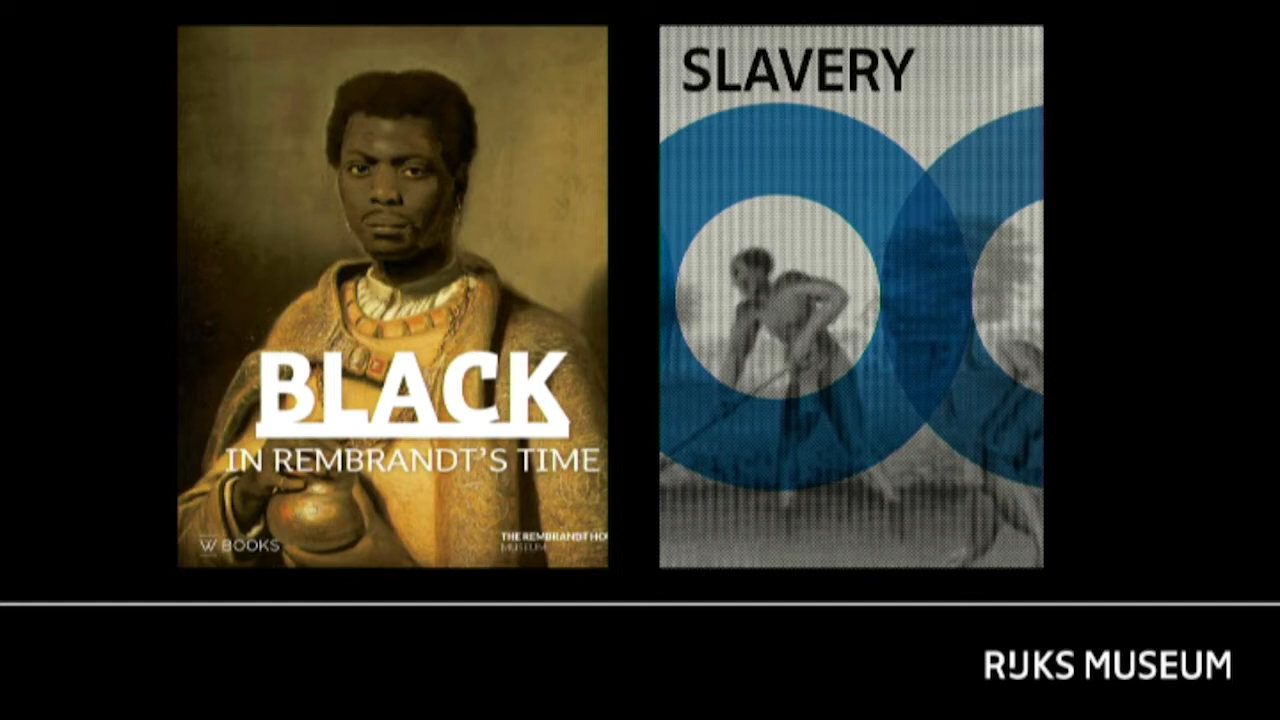 BLACK
IN REMBRANDT'S TIME
W BOOKS
THE REMBRANDT HO
MUSEUM
SLAVERY
RIJKS MUSEUM